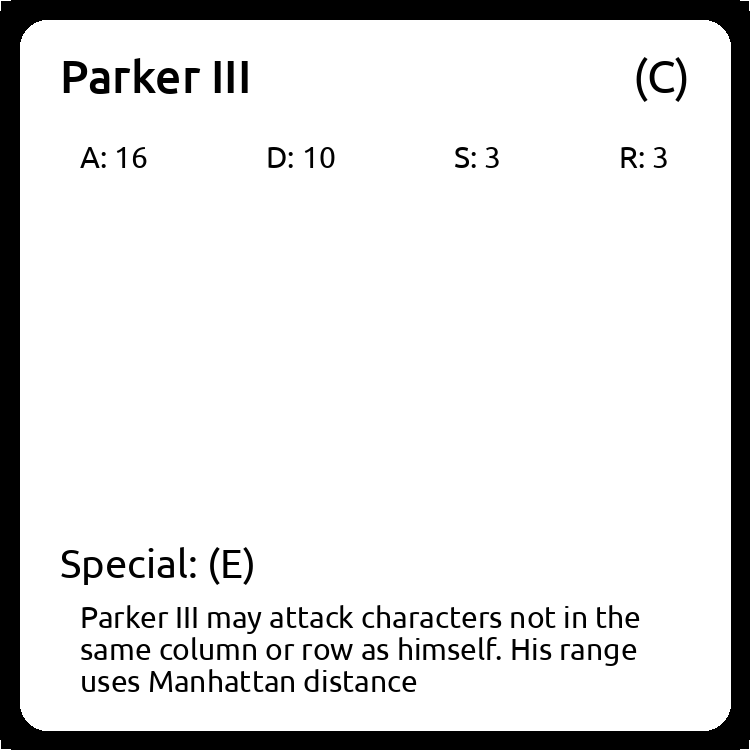 Parker III (C)
A: 16 D: 10 S: 3 R: 3
Special: (E)
Parker III may attack characters not in the
same column or row as himself. His range
uses Manhattan distance